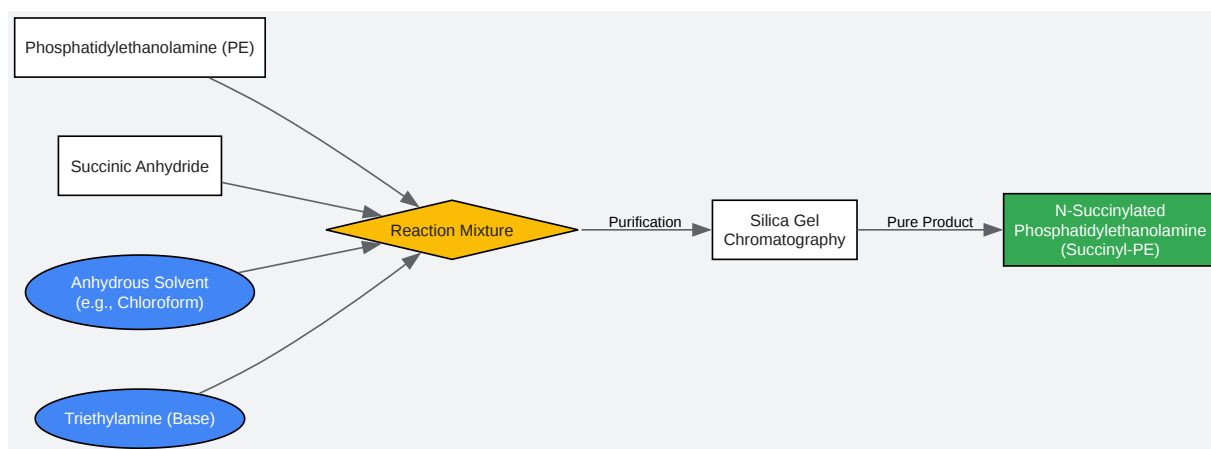 Phosphatidylethanolamine (PE)
Succinic Anhydride
Anhydrous Solvent
(e.g., Chloroform)
Triethylamine (Base)
Reaction Mixture
Purification
Silica Gel
Chromatography
Pure Product
N-Succinylated
Phosphatidylethanolamine
(Succinyl-PE)